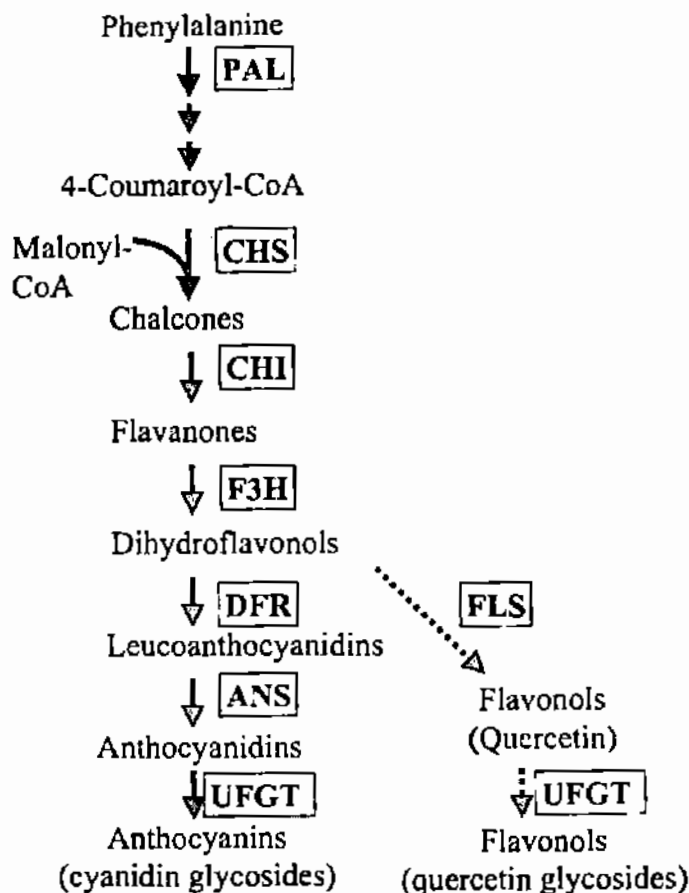 Phenylalanine
PAL
4-Coumaroyl-CoA
Malonyl-
CoA
CHS
Chalcones
CHI
Flavanones
F3H
Dihydroflavonols
DFR
FLS
Leucoanthocyanidins
ANS
Flavonols
(Quercetin)
Anthocyanidins
UFGT
UFGT
Anthocyanins
(cyanidin glycosides)
Flavonols
(quercetin glycosides)